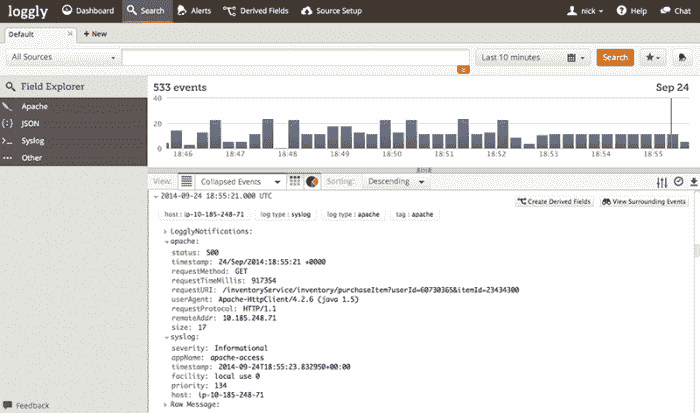 loggly Dashboard Search Alerts Derived Fields Source Setup nick Help Chat
Default × + New
All Sources Last 10 minutes Search
Field Explorer
Apache
JSON
Syslog
Other
533 events Sep 24
40
20
0
18:46 18:47 18:48 18:49 18:50 18:51 18:52 18:53 18:54 18:55
View: Collapsed Events Sorting: Descending
2014-09-24 18:55:21.000 UTC Create Derived Fields View Surrounding Events
host : ip-10-185-248-71 log type : syslog log type : apache tag : apache
LogglyNotifications:
apache:
status: 500
timestamp: 24/Sep/2014:18:55:21 +0000
requestMethod: GET
requestTimeMillis: 917354
requestURI: /inventoryService/inventory/purchaseItem?userId=60730365&itemId=23434300
userAgent: Apache-HttpClient/4.2.6 (java 1.5)
requestProtocol: HTTP/1.1
remoteAddr: 10.185.248.71
size: 17
syslog:
severity: Informational
appName: apache-access
timestamp: 2014-09-24T18:55:23.832950+00:00
facility: local use 0
priority: 134
host: ip-10-185-248-71
Raw Message:
Feedback